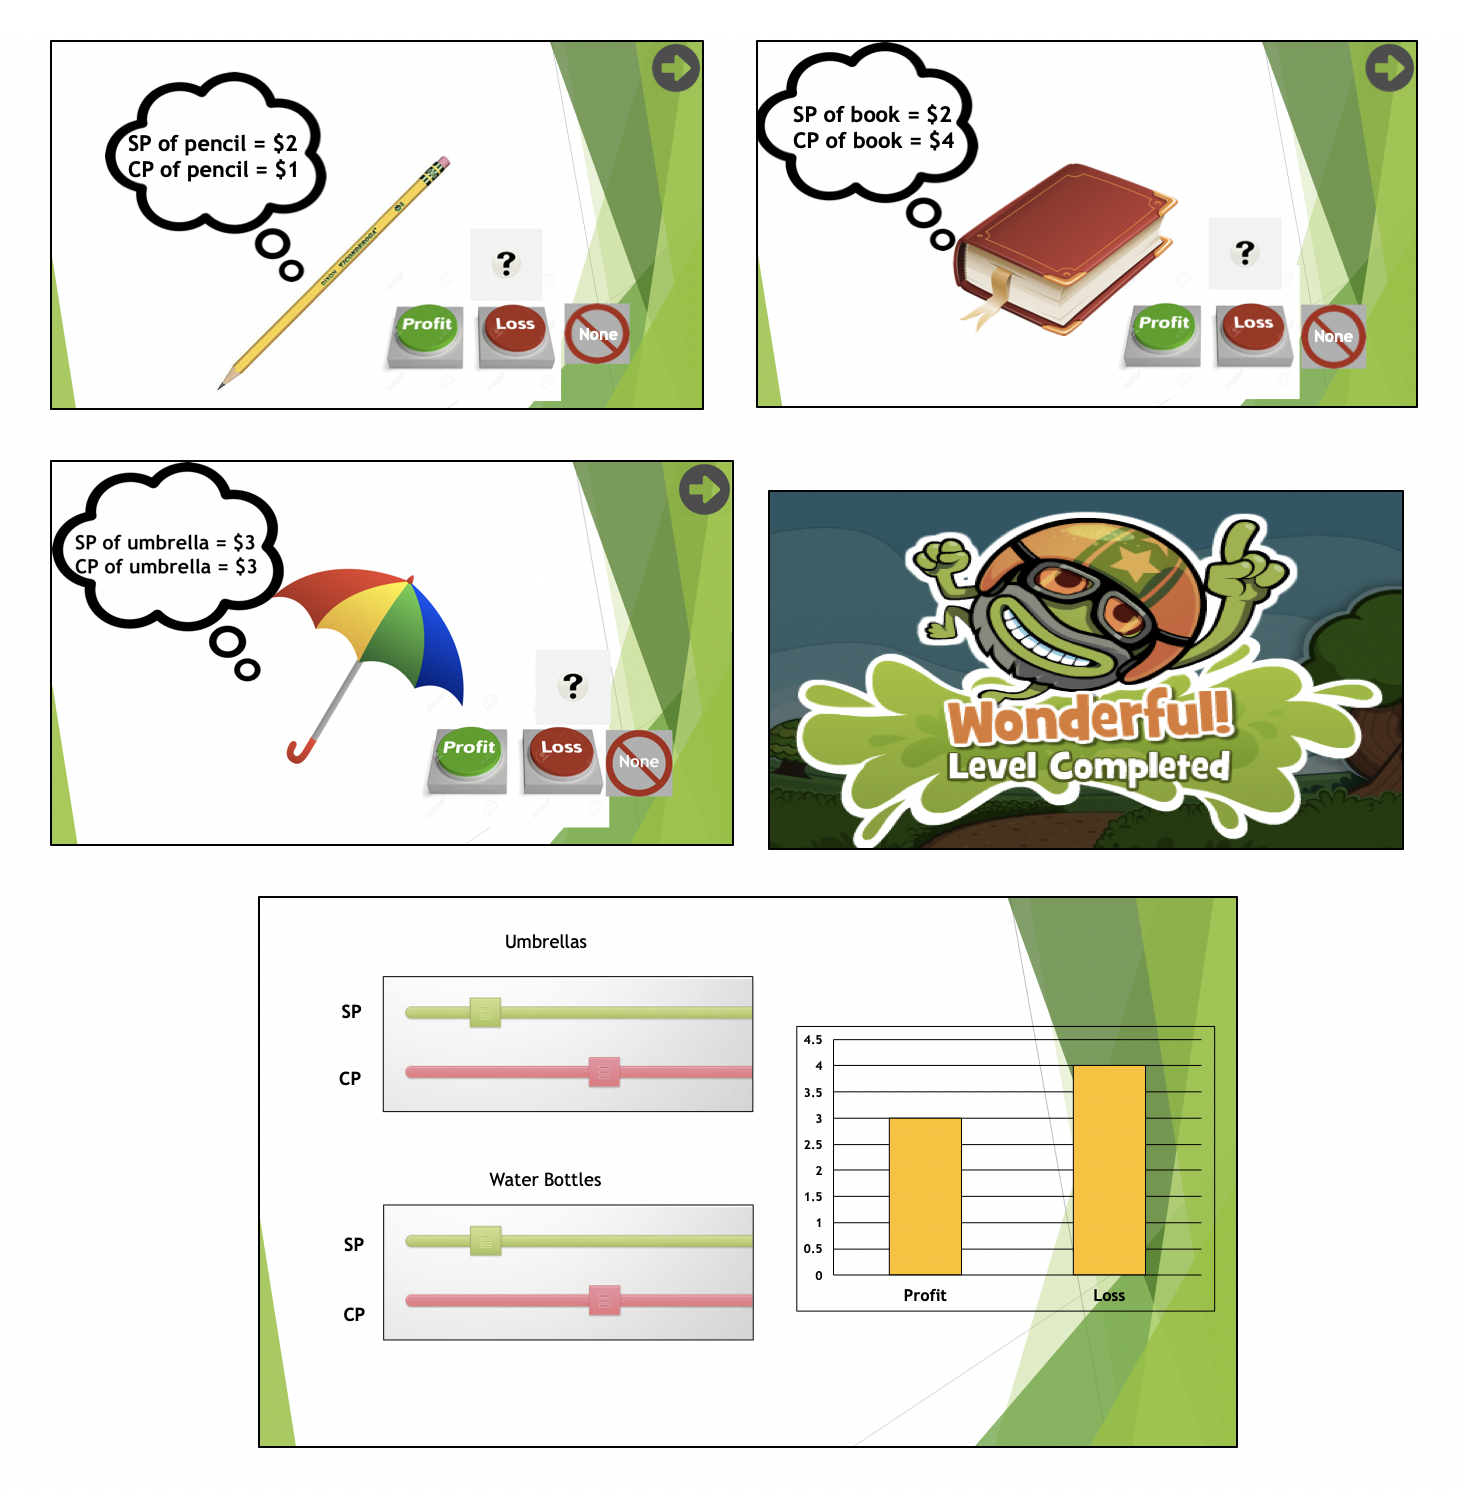 SP of pencil = $2
CP of pencil = $1
DIXON TICONDEROGA
?
Profit
Loss
None
SP of book = $2
CP of book = $4
?
Profit
Loss
None
SP of umbrella = $3
CP of umbrella = $3
?
Profit
Loss
None
Wonderful!
Level Completed
Umbrellas
SP
CP
Water Bottles
SP
CP
4.5
4
3.5
3
2.5
2
1.5
1
0.5
0
Profit
Loss